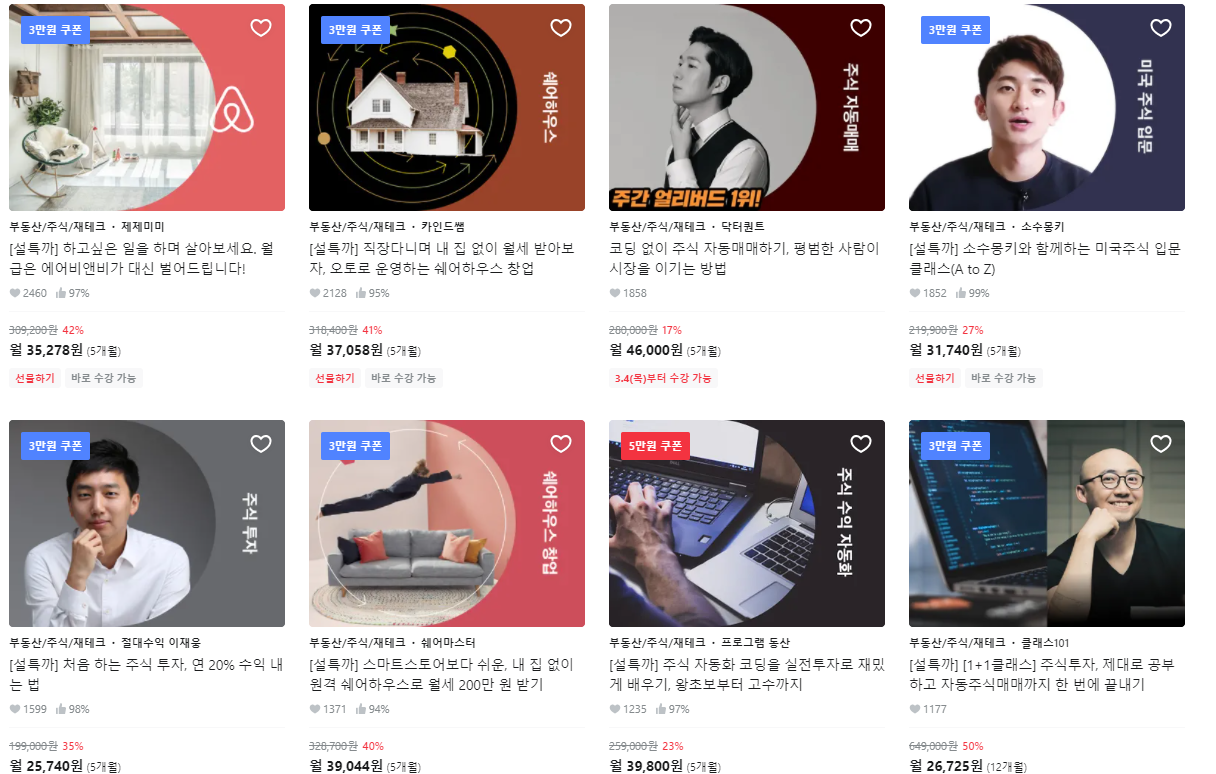 3만원 쿠폰
3만원 쿠폰
쉐어하우스
주식 자동매매
주간 얼리버드 1위!
3만원 쿠폰
미국 주식 입문
부동산/주식/재테크 · 제제미미
[설특까] 하고싶은 일을 하며 살아보세요. 월
급은 에어비앤비가 대신 벌어드립니다!
2460 97%
309,200원 42%
월 35,278원 (5개월)
선물하기 바로 수강 가능
부동산/주식/재테크 · 카인드쌤
[설특까] 직장다니며 내 집 없이 월세 받아보
자, 오토로 운영하는 쉐어하우스 창업
2128 95%
318,400원 41%
월 37,058원 (5개월)
선물하기 바로 수강 가능
부동산/주식/재테크 · 닥터퀀트
코딩 없이 주식 자동매매하기, 평범한 사람이
시장을 이기는 방법
1858
280,000원 17%
월 46,000원 (5개월)
3.4(목)부터 수강 가능
부동산/주식/재테크 · 소수몽키
[설특까] 소수몽키와 함께하는 미국주식 입문
클래스(A to Z)
1852 99%
219,900원 27%
월 31,740원 (5개월)
선물하기 바로 수강 가능
3만원 쿠폰
주식 투자
3만원 쿠폰
쉐어하우스 창업
5만원 쿠폰
주식 수익 자동화
3만원 쿠폰
부동산/주식/재테크 · 절대수익 이재웅
[설특까] 처음 하는 주식 투자, 연 20% 수익 내
는 법
1599 98%
199,000원 35%
월 25,740원 (5개월)
부동산/주식/재테크 · 쉐어마스터
[설특까] 스마트스토어보다 쉬운, 내 집 없이
원격 쉐어하우스로 월세 200만 원 받기
1371 94%
328,700원 40%
월 39,044원 (5개월)
부동산/주식/재테크 · 프로그램 동산
[설특까] 주식 자동화 코딩을 실전투자로 재밌
게 배우기, 왕초보부터 고수까지
1235 97%
259,000원 23%
월 39,800원 (5개월)
부동산/주식/재테크 · 클래스101
[설특까] [1+1클래스] 주식투자, 제대로 공부
하고 자동주식매매까지 한 번에 끝내기
1177
649,000원 50%
월 26,725원 (12개월)